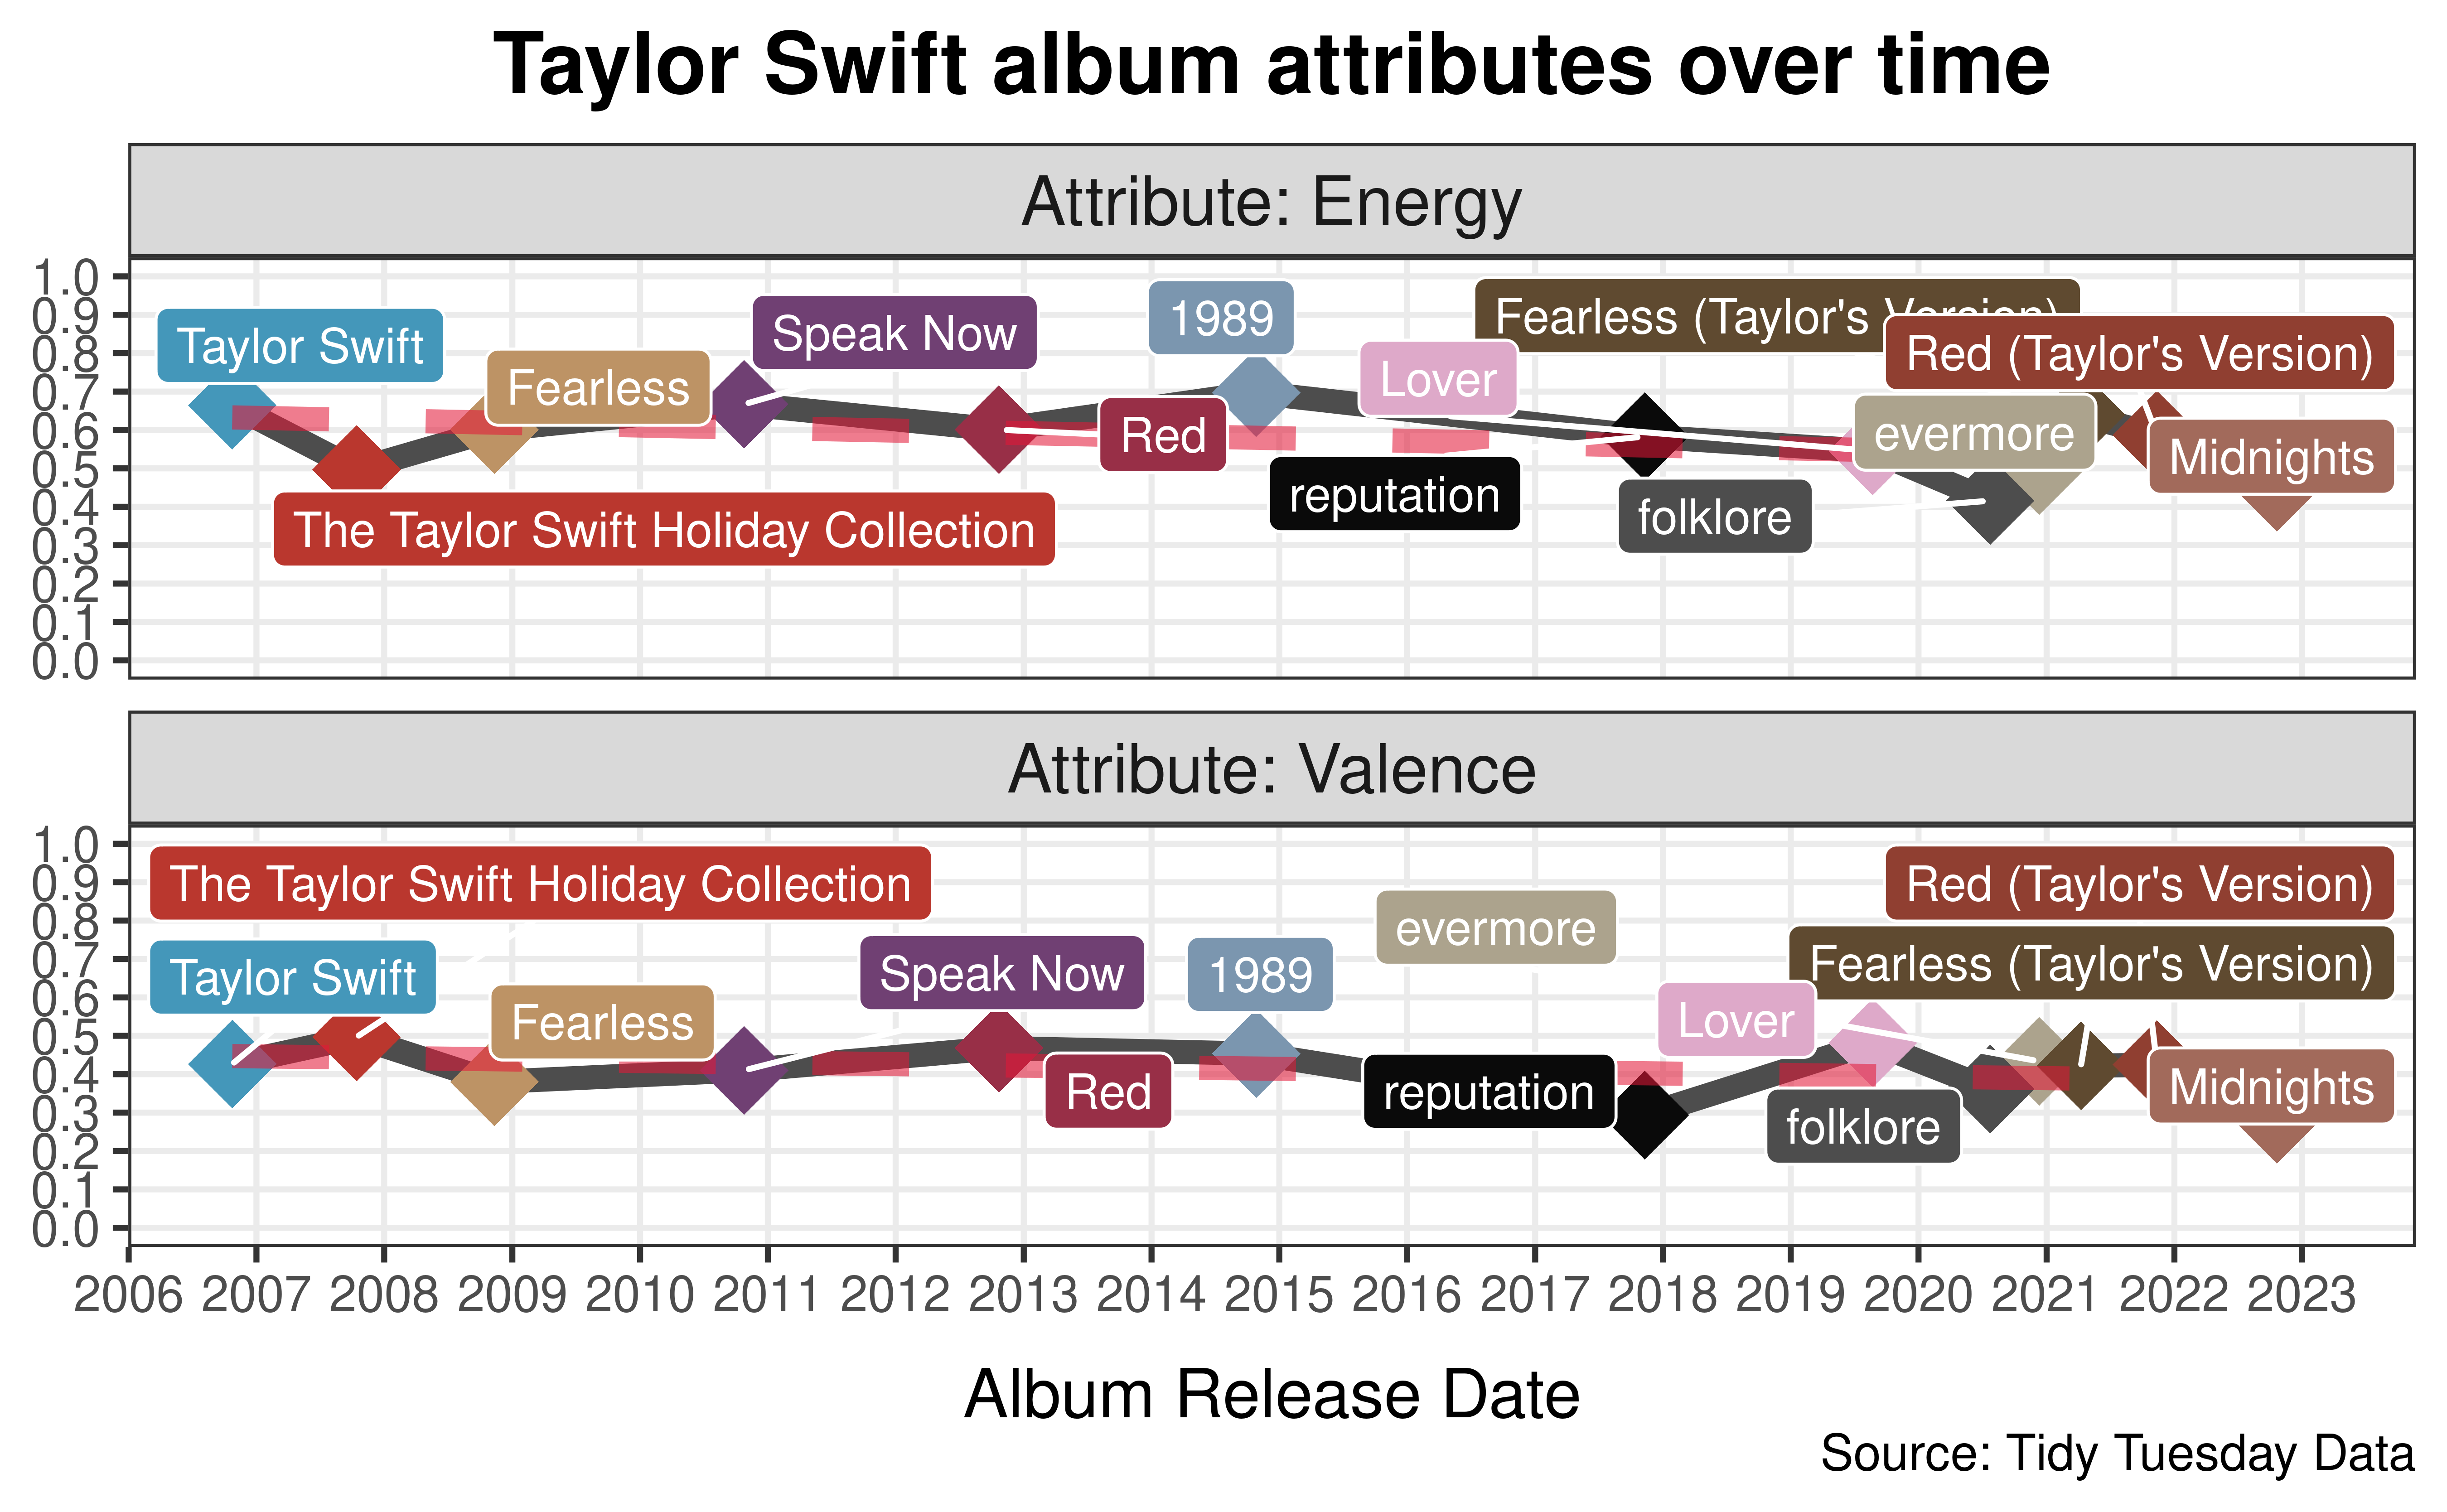 Taylor Swift album attributes over time
Attribute: Energy
1.0
0.9
0.8
0.7
0.6
0.5
0.4
0.3
0.2
0.1
0.0
Taylor Swift
The Taylor Swift Holiday Collection
Fearless
Speak Now
Red
1989
reputation
Lover
folklore
evermore
Fearless (Taylor's Version)
Red (Taylor's Version)
Midnights
Attribute: Valence
1.0
0.9
0.8
0.7
0.6
0.5
0.4
0.3
0.2
0.1
0.0
The Taylor Swift Holiday Collection
Taylor Swift
Fearless
Speak Now
Red
1989
evermore
reputation
Lover
folklore
Red (Taylor's Version)
Fearless (Taylor's Version)
Midnights
2006 2007 2008 2009 2010 2011 2012 2013 2014 2015 2016 2017 2018 2019 2020 2021 2022 2023
Album Release Date
Source: Tidy Tuesday Data